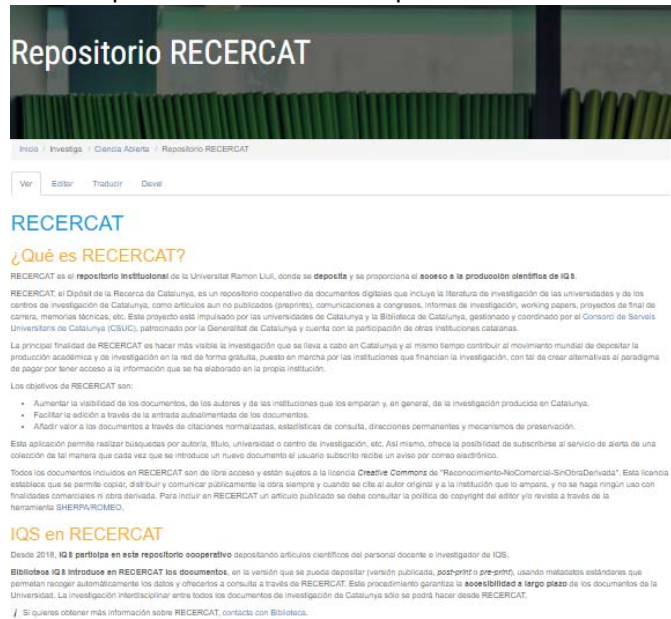 Repositorio RECERCAT
Inicio / Investiga / Ciencia Abierta / Repositorio RECERCAT
Ver Editar Traducir Devel
RECERCAT
¿Qué es RECERCAT?
RECERCAT es el repositorio institucional de la Universitat Ramon Llull, donde se deposita y se proporciona el acceso a la producción científica de IQS.
RECERCAT, el Dipòsit de la Recerca de Catalunya, es un repositorio cooperativo de documentos digitales que incluye la literatura de investigación de las universidades y de los
centros de investigación de Catalunya, como artículos aun no publicados (preprints), comunicaciones a congresos, informes de investigación, working papers, proyectos de final de
carrera, memorias técnicas, etc. Este proyecto está impulsado por las universidades de Catalunya y la Biblioteca de Catalunya, gestionado y coordinado por el Consorci de Serveis
Universitaris de Catalunya (CSUC), patrocinado por la Generalitat de Catalunya y cuenta con la participación de otras instituciones catalanas.
La principal finalidad de RECERCAT es hacer más visible la investigación que se lleva a cabo en Catalunya y al mismo tiempo contribuir al movimiento mundial de depositar la
producción académica y de investigación en la red de forma gratuita, puesto en marcha por las instituciones que financian la investigación, con tal de crear alternativas al paradigma
de pagar por tener acceso a la información que se ha elaborado en la propia institución.
Los objetivos de RECERCAT son:
• Aumentar la visibilidad de los documentos, de los autores y de las instituciones que los emparan y, en general, de la investigación producida en Catalunya.
• Facilitar la edición a través de la entrada autoalimentada de los documentos.
• Añadir valor a los documentos a través de citaciones normalizadas, estadísticas de consulta, direcciones permanentes y mecanismos de preservación.
Esta aplicación permite realizar búsquedas por autoría, título, universidad o centro de investigación, etc. Así mismo, ofrece la posibilidad de subscribirse al servicio de alerta de una
colección de tal manera que cada vez que se introduce un nuevo documento el usuario subscrito recibe un aviso por correo electrónico.
Todos los documentos incluidos en RECERCAT son de libre acceso y están sujetos a la licencia Creative Commons de "Reconocimiento-NoComercial-SinObraDerivada". Esta licencia
establece que se permite copiar, distribuir y comunicar públicamente la obra siempre y cuando se cite al autor original y a la institución que lo ampara, y no se haga ningún uso con
finalidades comerciales ni obra derivada. Para incluir en RECERCAT un artículo publicado se debe consultar la política de copyright del editor y/o revista a través de la
herramienta SHERPA/ROMEO.
IQS en RECERCAT
Desde 2018, IQS participa en este repositorio cooperativo depositando artículos científicos del personal docente e investigador de IQS.
Biblioteca IQS introduce en RECERCAT los documentos, en la versión que se pueda depositar (versión publicada, post-print o pre-print), usando metadatos estándares que
permetan recoger automáticamente los datos y ofrecerlos a consulta a través de RECERCAT. Este procedimiento garantiza la accesibilidad a largo plazo de los documentos de la
Universidad. La investigación interdisciplinar entre todos los documentos de investigación de Catalunya sólo se podrá hacer desde RECERCAT.
i Si quieres obtener más información sobre RECERCAT, contacta con Biblioteca.